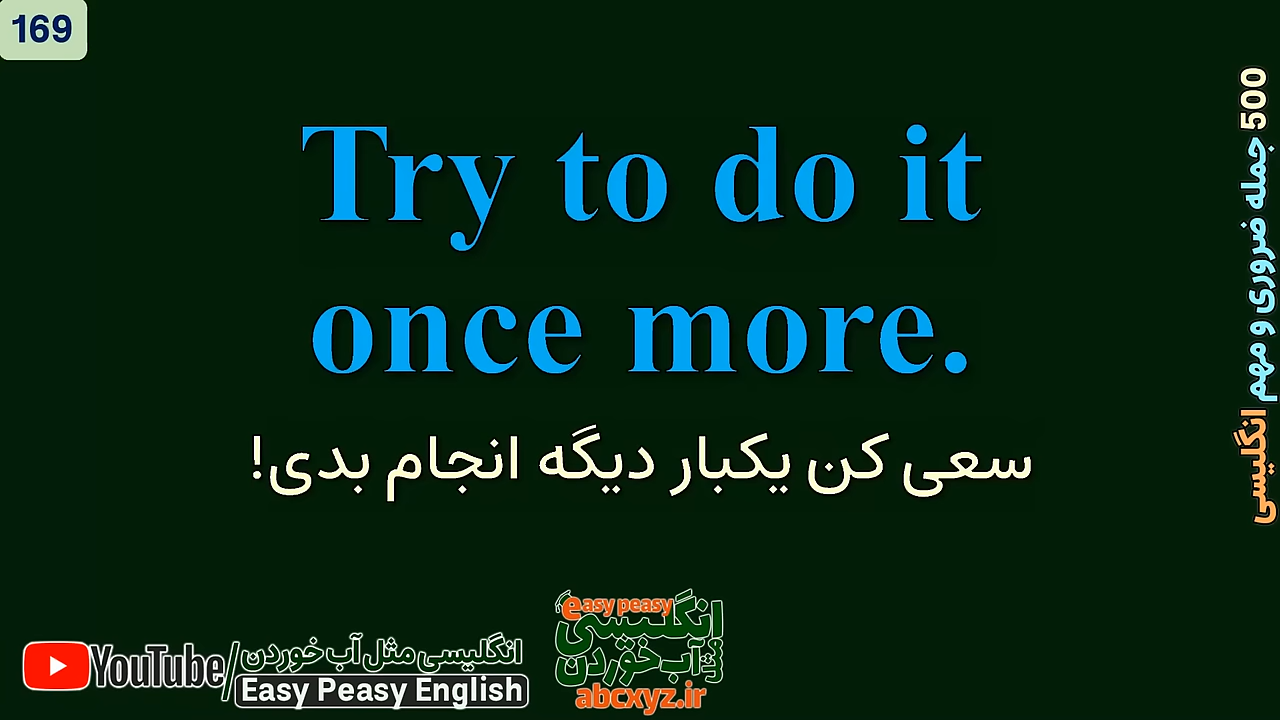 169
Try to do it
once more.
سعی کن یکبار دیگه انجام بدی!
500 جمله ضروری و مهم انگلیسی
YouTube/انگلیسی مثل آب خوردن
Easy Peasy English
easy peasy
انگلیسی
مثل آب خوردن
abcxyz.ir